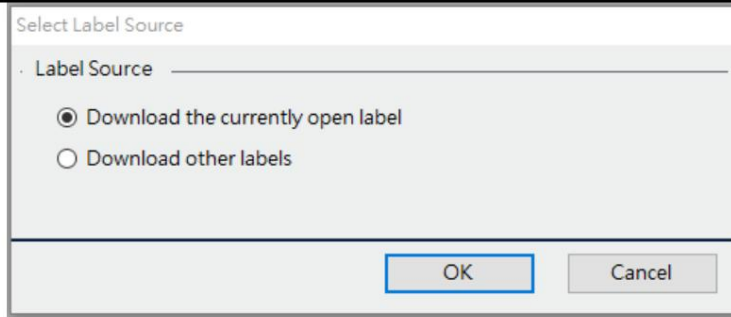 Select Label Source
Label Source
Download the currently open label
Download other labels
OK Cancel